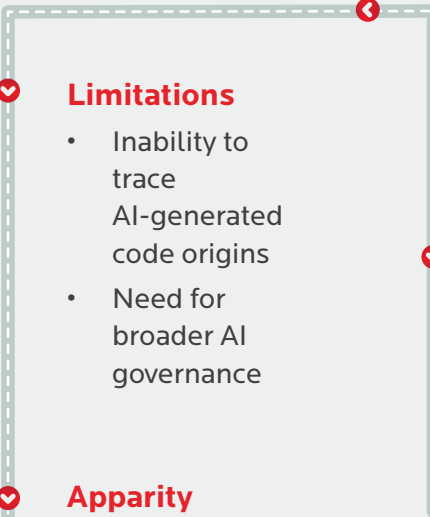 Limitations
• Inability to
trace
AI-generated
code origins
• Need for
broader AI
governance
Apparity